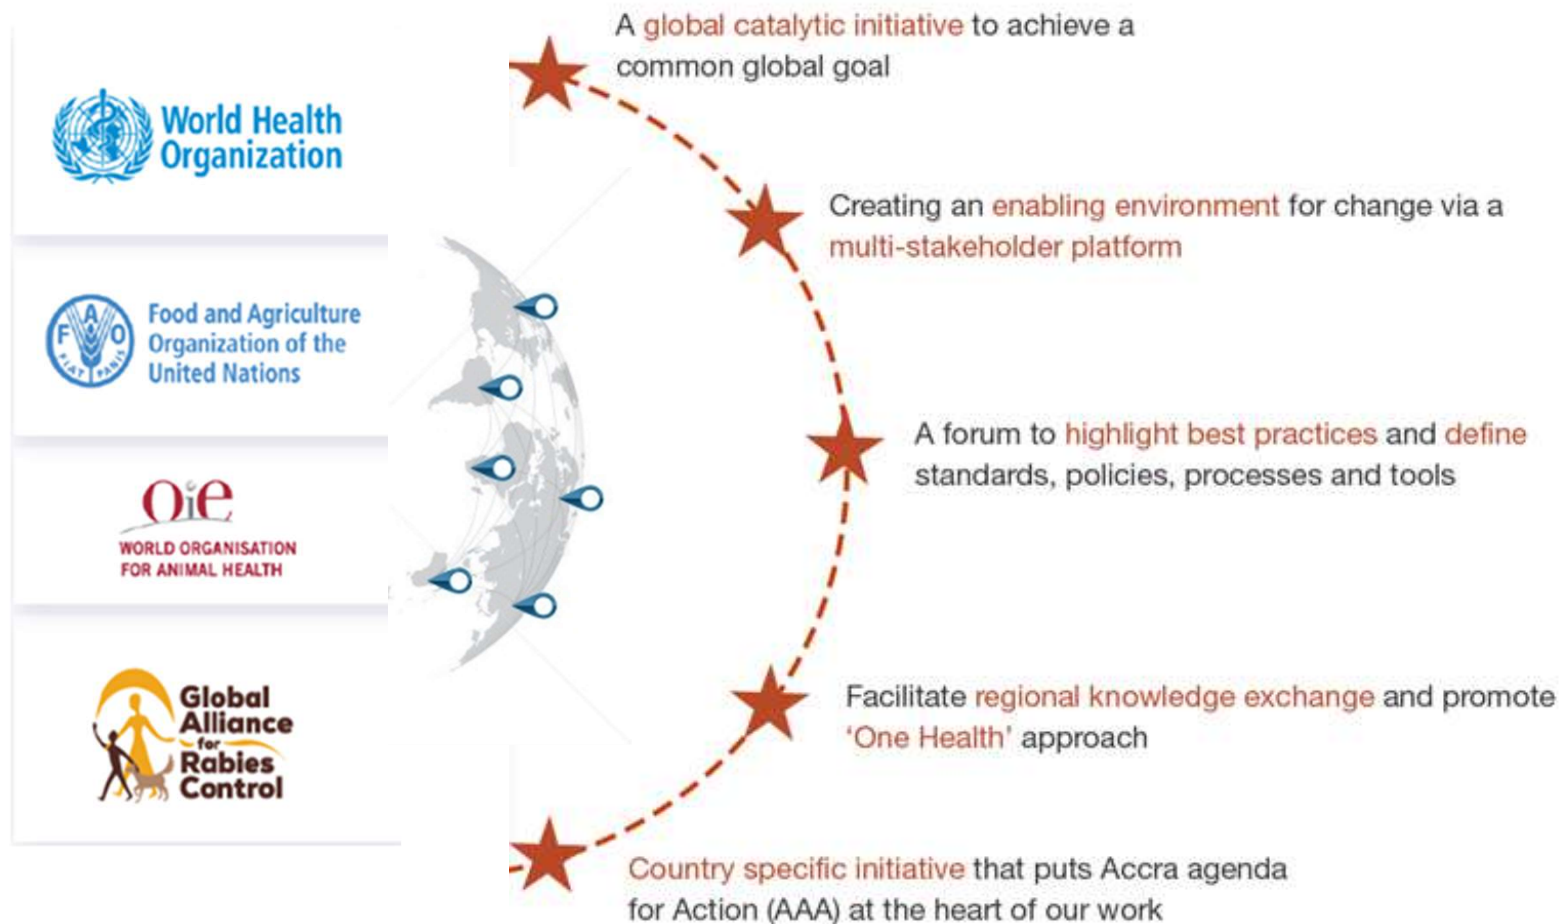 World Health
Organization
F A O
FIAT PANIS
Food and Agriculture
Organization of the
United Nations
OiE
WORLD ORGANISATION
FOR ANIMAL HEALTH
Global
Alliance
for
Rabies
Control
A global catalytic initiative to achieve a
common global goal
Creating an enabling environment for change via a
multi-stakeholder platform
A forum to highlight best practices and define
standards, policies, processes and tools
Facilitate regional knowledge exchange and promote
‘One Health’ approach
Country specific initiative that puts Accra agenda
for Action (AAA) at the heart of our work